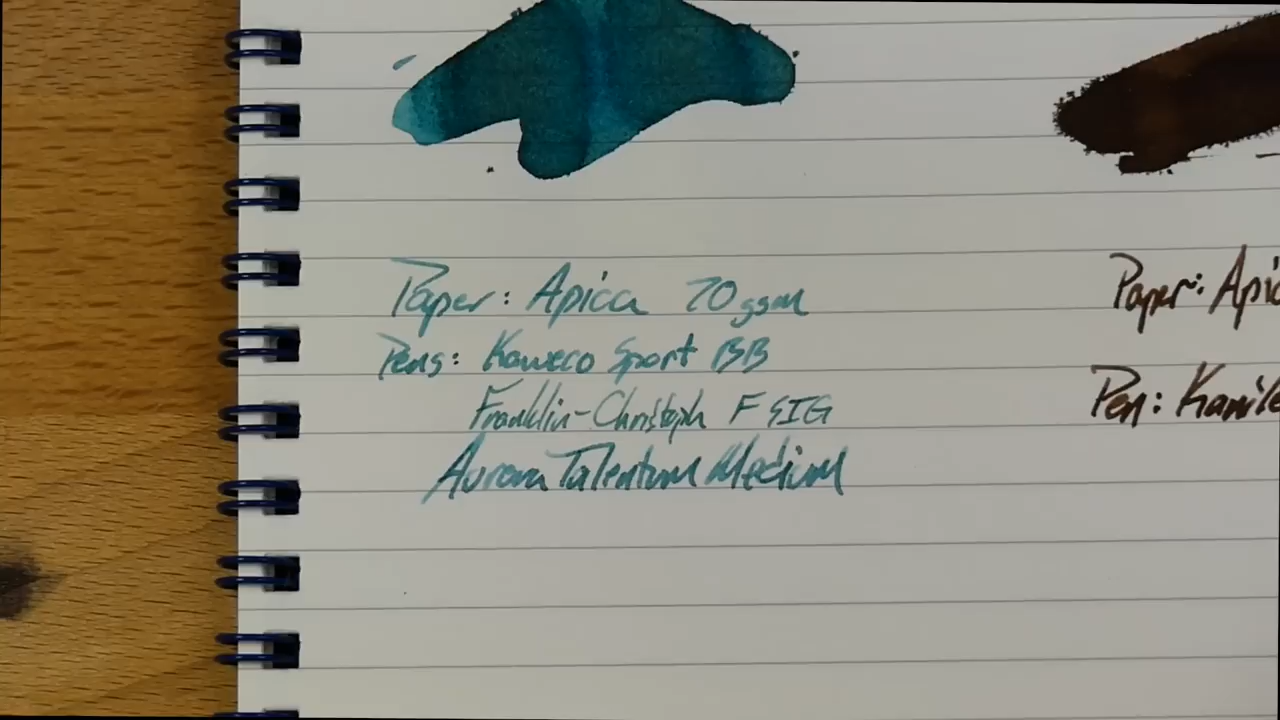 Paper: Apica 70gsm
Pens: Kaweco Sport BB
Franklin-Christoph F SIG
Aurora Talentum Medium
Paper: Apic
Pen: